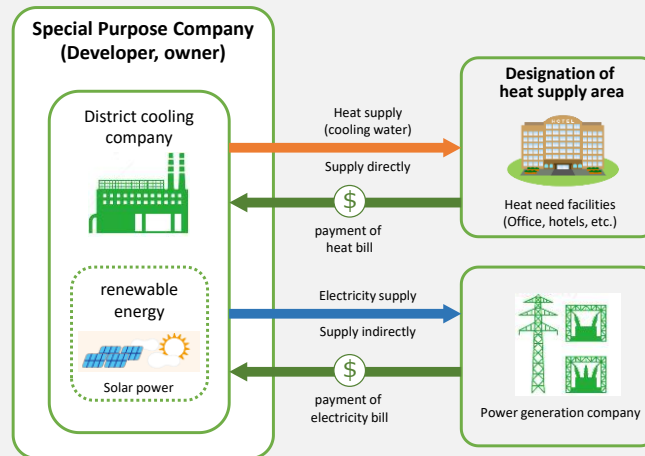 Special Purpose Company
(Developer, owner)
District cooling
company
renewable
energy
Solar power
Heat supply
(cooling water)
Supply directly
$
payment of
heat bill
Electricity supply
Supply indirectly
$
payment of
electricity bill
Designation of
heat supply area
HOTEL
Heat need facilities
(Office, hotels, etc.)
Power generation company